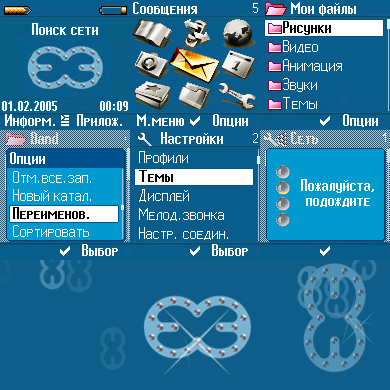 Поиск сети
01.02.2005 00:09
Информ. Прилож.
Сообщения 5
М.меню Опции
Мои файлы
Рисунки
Видео
Анимация
Звуки
Темы
Опции
Band
Опции
Отм.все.зап.
Новый катал.
Переименов.
Сортировать
Выбор
Настройки 2
Профили
Темы
Дисплей
Мелод.звонка
Настр. соедин.
Выбор
Сеть
Пожалуйста,
подождите